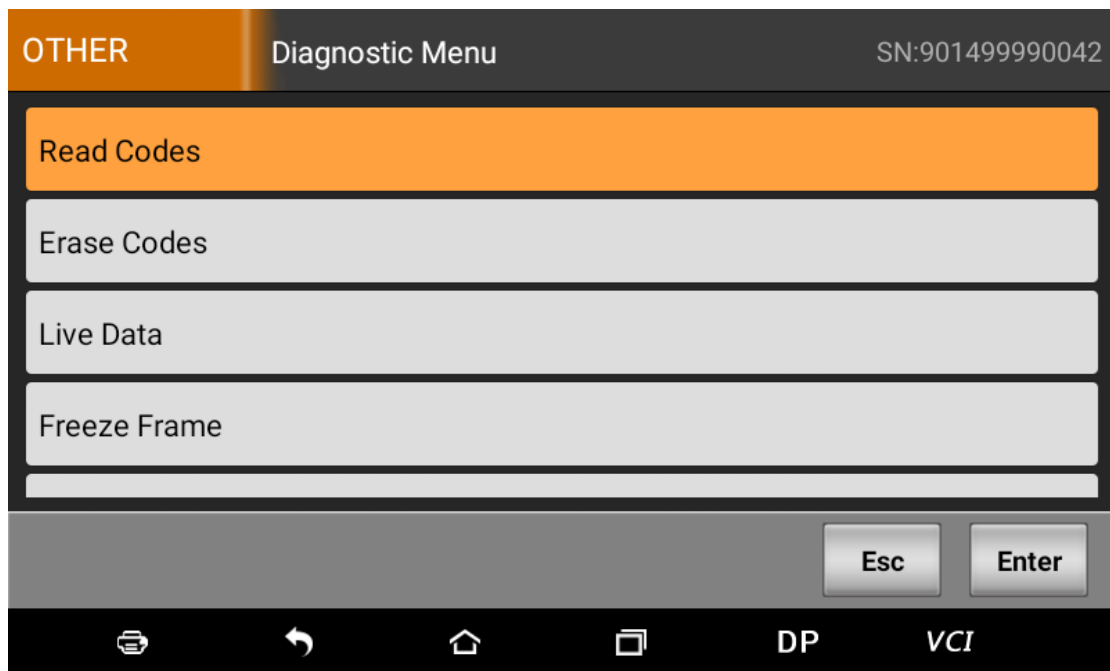 OTHER Diagnostic Menu SN:901499990042
Read Codes
Erase Codes
Live Data
Freeze Frame
Esc Enter
DP VCI